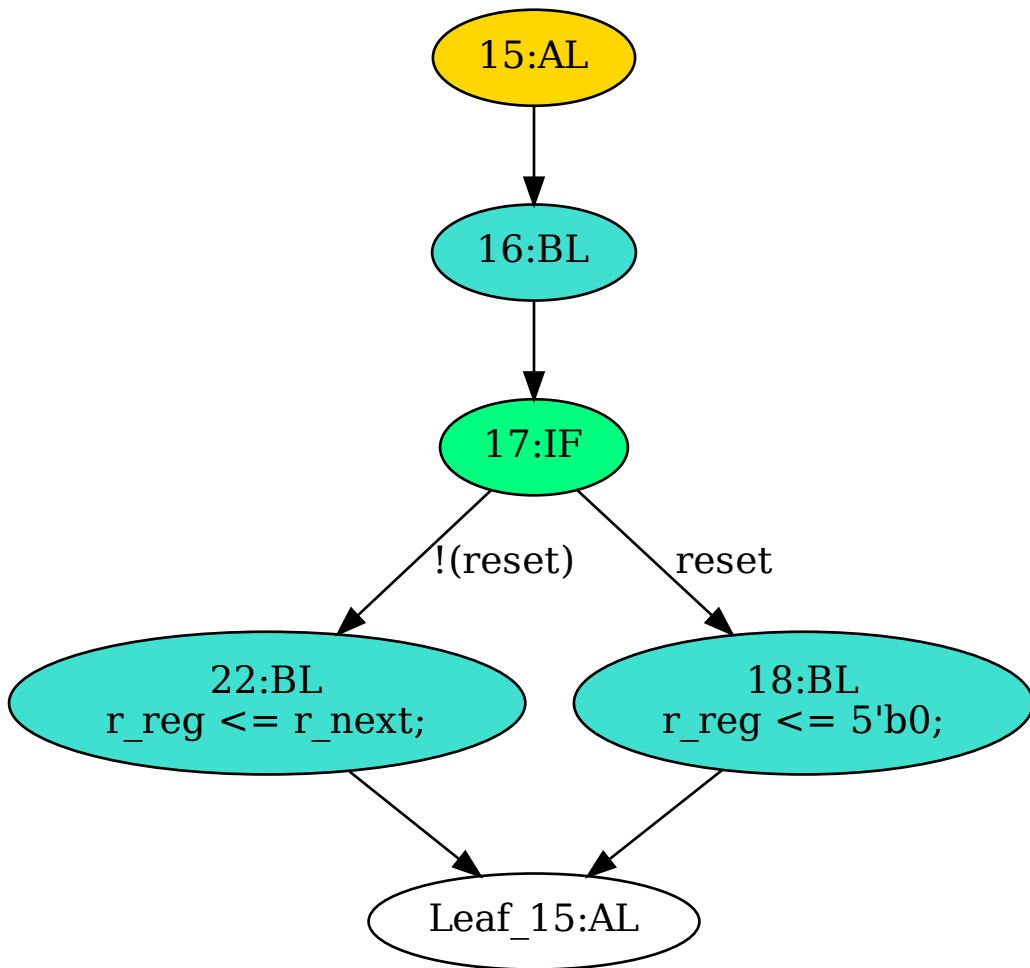 15:AL
16:BL
17:IF
!(reset)
reset
22:BL
r_reg <= r_next;
18:BL
r_reg <= 5'b0;
Leaf_15:AL